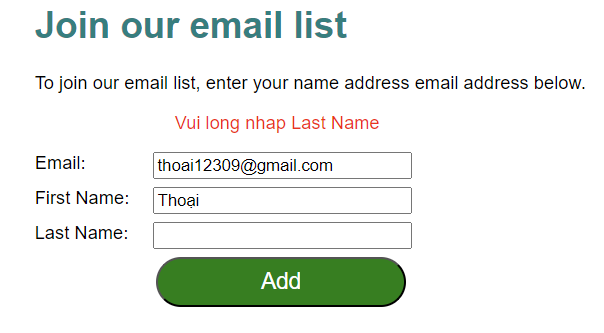 Join our email list
To join our email list, enter your name address email address below.
Vui long nhap Last Name
Email: thoai12309@gmail.com
First Name: Thoại
Last Name:
Add